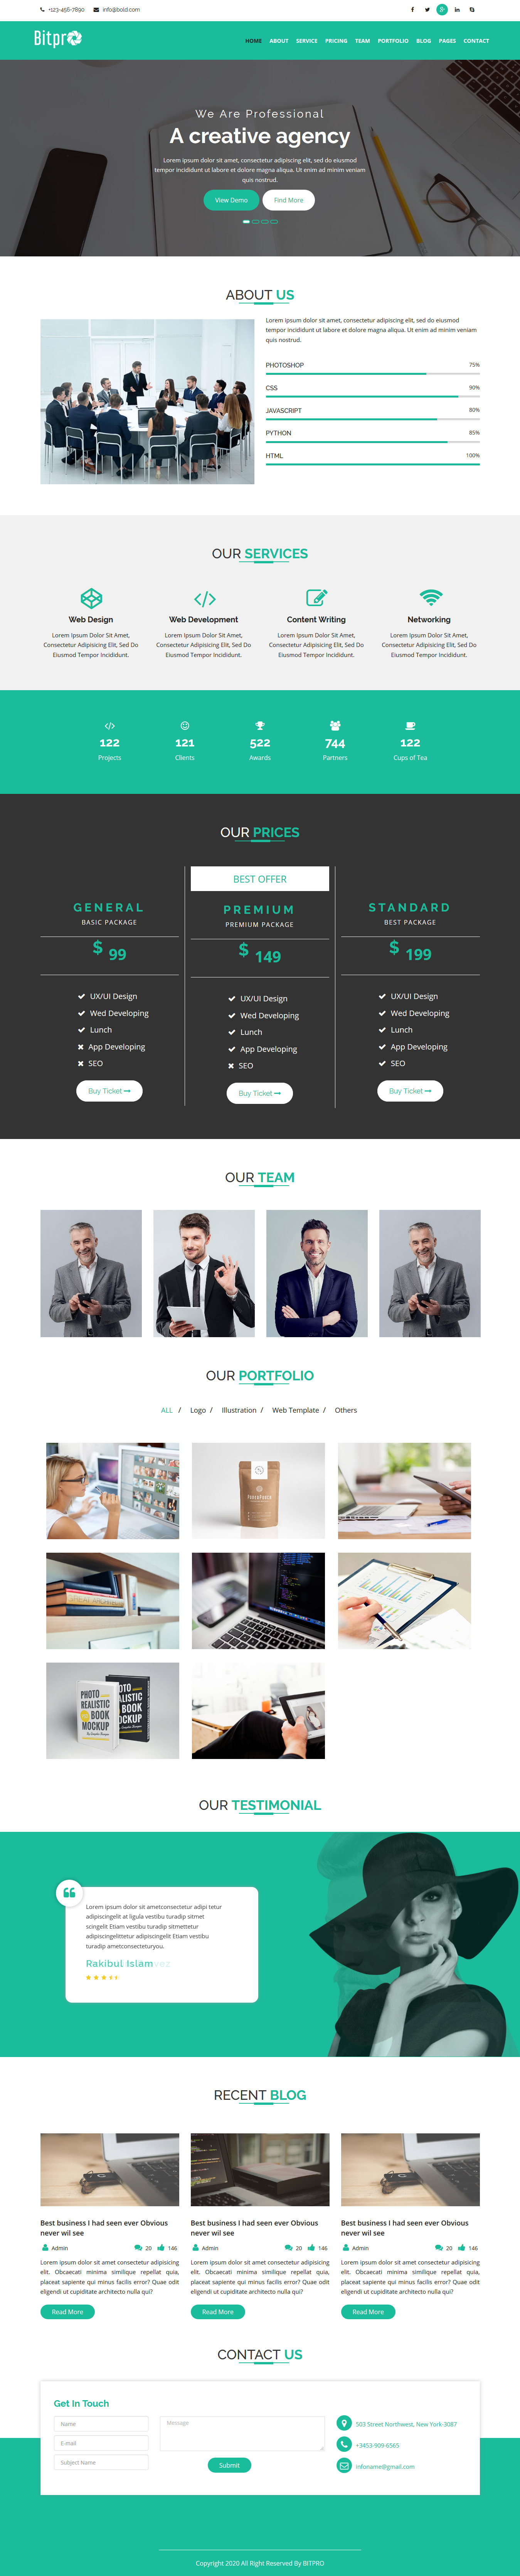 +123-456-7890 info@bold.com
Bitpro
HOME ABOUT SERVICE PRICING TEAM PORTFOLIO BLOG PAGES CONTACT
We Are Professional
A creative agency
Lorem ipsum dolor sit amet, consectetur adipiscing elit, sed do eiusmod
tempor incididunt ut labore et dolore magna aliqua. Ut enim ad minim veniam
quis nostrud.
View Demo Find More
ABOUT US
Lorem ipsum dolor sit amet, consectetur adipiscing elit, sed do eiusmod
tempor incididunt ut labore et dolore magna aliqua. Ut enim ad minim veniam
quis nostrud.
PHOTOSHOP 75%
CSS 90%
JAVASCRIPT 80%
PYTHON 85%
HTML 100%
OUR SERVICES
Web Design
Lorem Ipsum Dolor Sit Amet,
Consectetur Adipisicing Elit, Sed Do
Eiusmod Tempor Incididunt.
Web Development
Lorem Ipsum Dolor Sit Amet,
Consectetur Adipisicing Elit, Sed Do
Eiusmod Tempor Incididunt.
Content Writing
Lorem Ipsum Dolor Sit Amet,
Consectetur Adipisicing Elit, Sed Do
Eiusmod Tempor Incididunt.
Networking
Lorem Ipsum Dolor Sit Amet,
Consectetur Adipisicing Elit, Sed Do
Eiusmod Tempor Incididunt.
122 121 522 744 122
Projects Clients Awards Partners Cups of Tea
OUR PRICES
GENERAL
BASIC PACKAGE
$ 99
UX/UI Design
Wed Developing
Lunch
App Developing
SEO
Buy Ticket
BEST OFFER
PREMIUM
PREMIUM PACKAGE
$ 149
UX/UI Design
Wed Developing
Lunch
App Developing
SEO
Buy Ticket
STANDARD
BEST PACKAGE
$ 199
UX/UI Design
Wed Developing
Lunch
App Developing
SEO
Buy Ticket
OUR TEAM
OUR PORTFOLIO
ALL / Logo / Illustration / Web Template / Others
PHOTO
REALISTIC
BOOK
MOCKUP
OUR TESTIMONIAL
Lorem ipsum dolor sit ametconsectetur adipi tetur
adipiscingelit at ligula vestibu turadip sitmet
scingelit Etiam vestibu turadip sitmettetur
adipiscingelittetur adipiscingelit Etiam vestibu
turadip ametconsecteturyou.
Rakibul Islam
RECENT BLOG
Best business I had seen ever Obvious
never wil see
Admin 20 146
Lorem ipsum dolor sit amet consectetur adipisicing
elit. Obcaecati minima similique repellat quia,
placeat sapiente qui minus facilis error? Quae odit
eligendi ut cupiditate architecto nulla qui?
Read More
Best business I had seen ever Obvious
never wil see
Admin 20 146
Lorem ipsum dolor sit amet consectetur adipisicing
elit. Obcaecati minima similique repellat quia,
placeat sapiente qui minus facilis error? Quae odit
eligendi ut cupiditate architecto nulla qui?
Read More
Best business I had seen ever Obvious
never wil see
Admin 20 146
Lorem ipsum dolor sit amet consectetur adipisicing
elit. Obcaecati minima similique repellat quia,
placeat sapiente qui minus facilis error? Quae odit
eligendi ut cupiditate architecto nulla qui?
Read More
CONTACT US
Get In Touch
Name
E-mail
Subject Name
Message
Submit
503 Street Northwest, New York-3087
+3453-909-6565
infoname@gmail.com
Copyright 2020 All Right Reserved By BITPRO